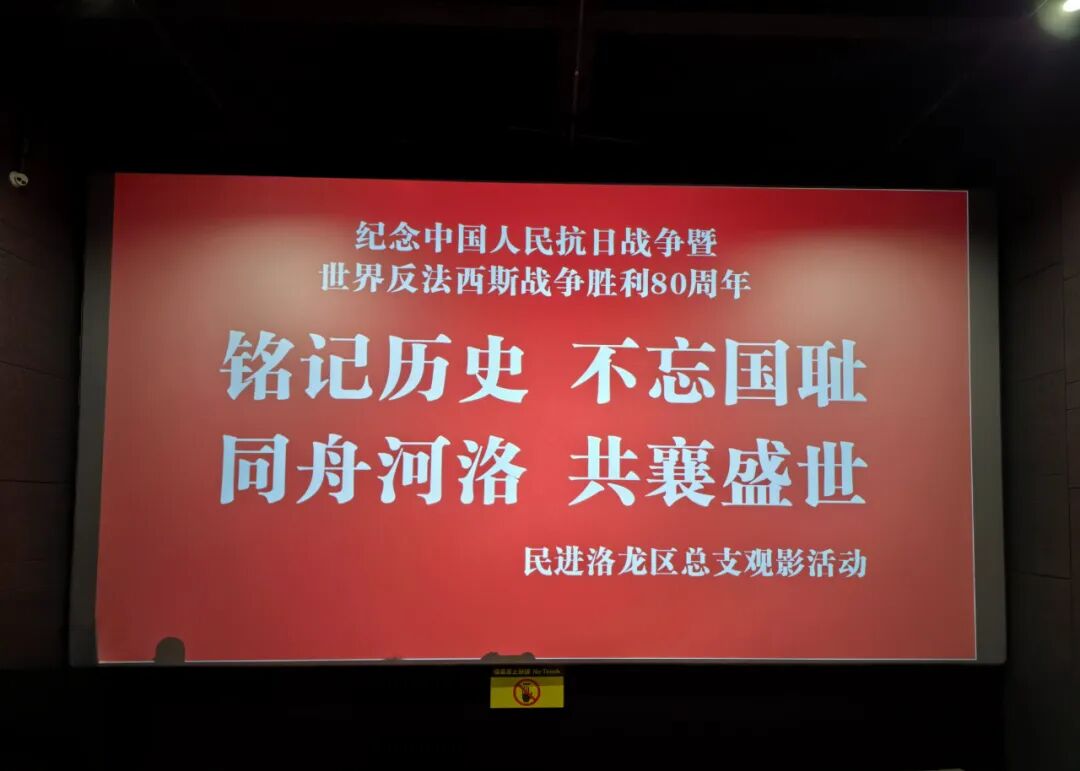 纪念中国人民抗日战争暨
世界反法西斯战争胜利80周年
铭记历史 不忘国耻
同舟河洛 共襄盛世
民进洛龙区总支观影活动
No Touch